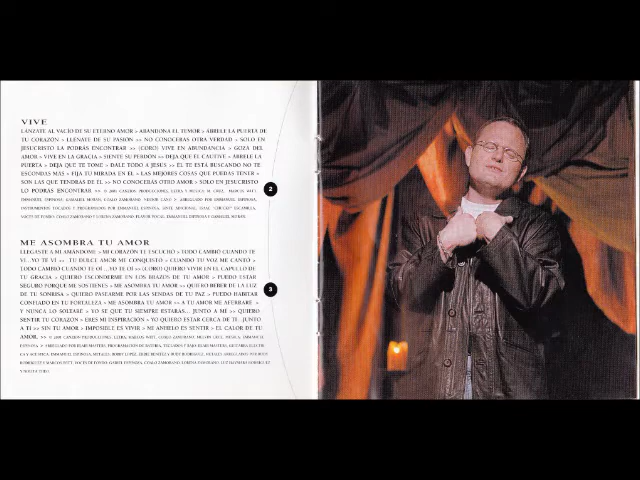 VIVE
LÁNZATE AL VACÍO DE SU ETERNO AMOR > ABANDONA EL TEMOR > ÁBRELE LA PUERTA DE
TU CORAZÓN > LLÉNATE DE SU PASIÓN >> NO CONOCERÁS OTRA VERDAD > SÓLO EN
JESUCRISTO LA PODRÁS ENCONTRAR >> (CORO) VIVE EN ABUNDANCIA > GOZA DEL
AMOR > VIVE EN LA GRACIA > SIENTE SU PERDÓN >> DEJA QUE EL CAUTIVE > ÁBRELE LA
PUERTA > DEJA QUE TE TOME > DALE TODO A JESÚS >> ÉL TE ESTÁ BUSCANDO NO TE
ESCONDAS MÁS > FIJA TU MIRADA EN ÉL > LAS MEJORES COSAS QUE PUEDAS TENER >
SON LAS QUE TENDRÁS DE ÉL >> NO CONOCERÁS OTRO AMOR > SÓLO EN JESUCRISTO
LO PODRÁS ENCONTRAR
2
ME ASOMBRA TU AMOR
LLEGASTE A MI AMÁNDOME > MI CORAZÓN TE ESCUCHÓ > TODO CAMBIÓ CUANDO TE
VI...YO TE VI >> TU DULCE AMOR ME CONQUISTÓ > CUANDO TU VOZ ME CANTÓ >
TODO CAMBIÓ CUANDO TE OÍ...YO TE OÍ >> (CORO) QUIERO VIVIR EN EL CAPULLO DE
TU GRACIA > QUIERO ESCONDERME EN LOS BRAZOS DE TU AMOR > PUEDO ESTAR
SEGURO PORQUE ME SOSTIENES > ME ASOMBRA TU AMOR >> QUIERO BEBER DE LA LUZ
DE TU SONRISA > QUIERO PASEARME POR LAS SENDAS DE TU PAZ > PUEDO HABITAR
CONFIADO EN TU FORTALEZA > ME ASOMBRA TU AMOR >> A TU AMOR ME AFERRARÉ >
Y NUNCA LO SOLTARÉ > YO SÉ QUE TÚ SIEMPRE ESTARÁS... JUNTO A MÍ >> QUIERO
SENTIR TU CORAZÓN > ERES MI INSPIRACIÓN > YO QUIERO ESTAR CERCA DE TI. JUNTO
A TI >> SIN TU AMOR > IMPOSIBLE ES VIVIR > MI ANHELO ES SENTIR > EL CALOR DE TU
AMOR.
3